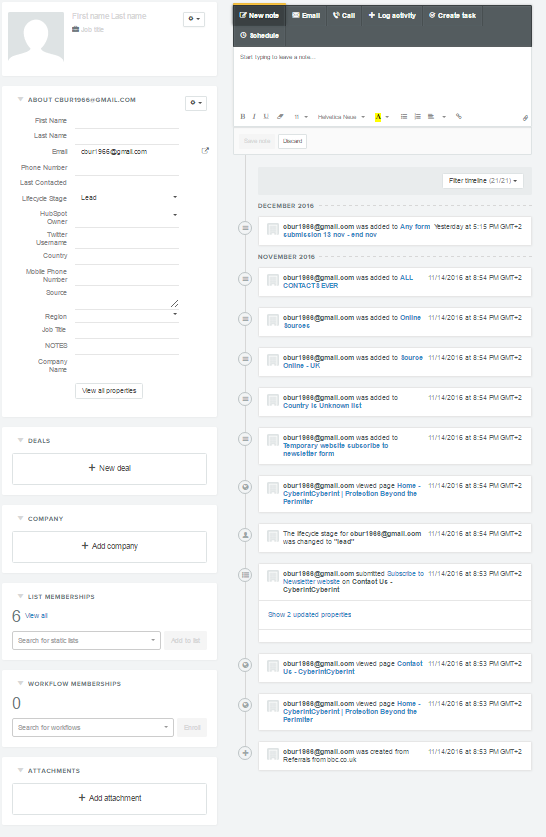 First name Last name
Job title
ABOUT CBUR1966@GMAIL.COM
First Name
Last Name
Email
cbur1966@gmail.com
Phone Number
Last Contacted
Lifecycle Stage
Lead
HubSpot
Owner
Twitter
Username
Country
Mobile Phone
Number
Source
Region
Job Title
NOTES
Company
Name
View all properties
DEALS
+ New deal
COMPANY
+ Add company
LIST MEMBERSHIPS
6 View all
Search for static lists
Add to list
WORKFLOW MEMBERSHIPS
0
Search for workflows
Enroll
ATTACHMENTS
+ Add attachment
New note Email Call + Log activity Create task
Schedule
Start typing to leave a note...
B I U Helvetica Neue A
Save note Discard
Filter timeline (21/21)
DECEMBER 2016
cbur1966@gmail.com was added to Any form Yesterday at 5:15 PM GMT+2
submission 13 nov - end nov
NOVEMBER 2016
cbur1966@gmail.com was added to ALL 11/14/2016 at 8:54 PM GMT+2
CONTACTS EVER
cbur1966@gmail.com was added to Online 11/14/2016 at 8:54 PM GMT+2
Sources
cbur1966@gmail.com was added to Source 11/14/2016 at 8:54 PM GMT+2
Online - UK
cbur1966@gmail.com was added to 11/14/2016 at 8:54 PM GMT+2
Country is Unknown list
cbur1966@gmail.com was added to 11/14/2016 at 8:54 PM GMT+2
Temporary website subscribe to
newsletter form
cbur1966@gmail.com viewed page Home - 11/14/2016 at 8:54 PM GMT+2
CyberintCyberint | Protection Beyond the
Perimiter
The lifecycle stage for cbur1966@gmail.com 11/14/2016 at 8:54 PM GMT+2
was changed to "lead"
cbur1966@gmail.com submitted Subscribe to 11/14/2016 at 8:53 PM GMT+2
Newsletter website on Contact Us -
CyberintCyberint
Show 2 updated properties
cbur1966@gmail.com viewed page Contact 11/14/2016 at 8:53 PM GMT+2
Us - CyberintCyberint
cbur1966@gmail.com viewed page Home - 11/14/2016 at 8:53 PM GMT+2
CyberintCyberint | Protection Beyond the
Perimiter
cbur1966@gmail.com was created from 11/14/2016 at 8:53 PM GMT+2
Referrals from bbc.co.uk